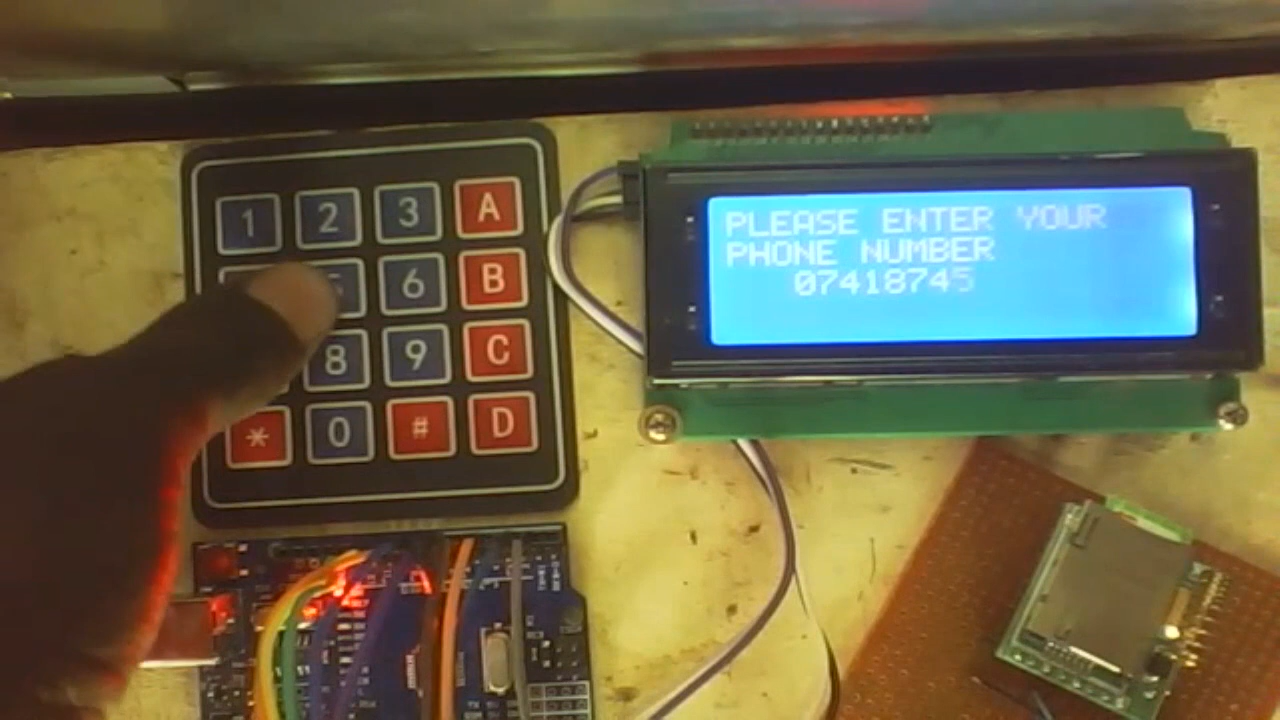 1 2 3 A
6 B
8 9 C
* 0 # D
PLEASE ENTER YOUR
PHONE NUMBER
07418745